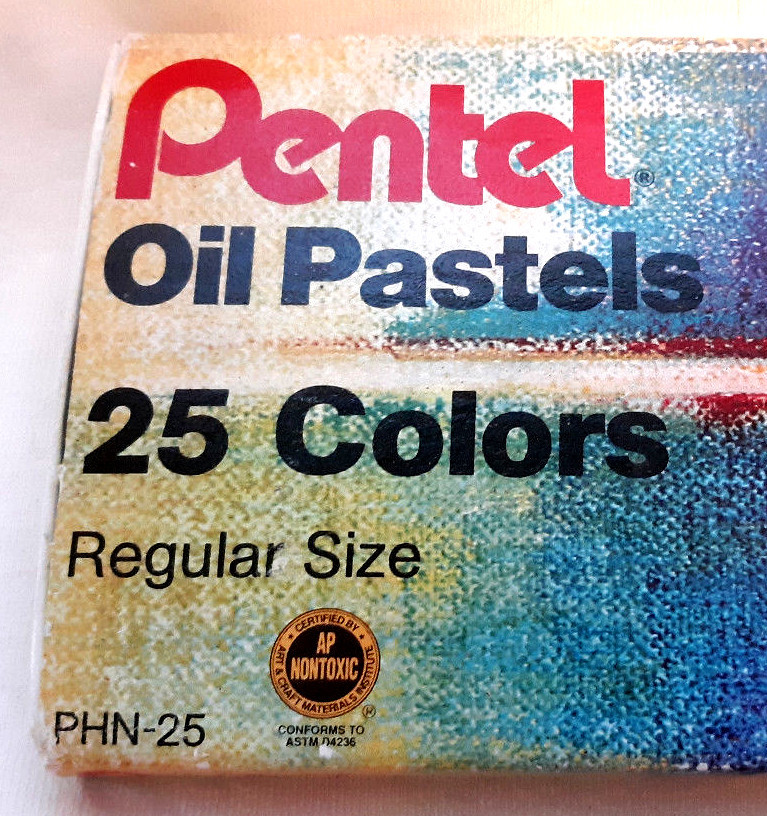 Pentel®
Oil Pastels
25 Colors
Regular Size
CERTIFIED BY
AP
NONTOXIC
ART & CRAFT MATERIALS INSTITUTE
®
CONFORMS TO
ASTM D4236
PHN-25